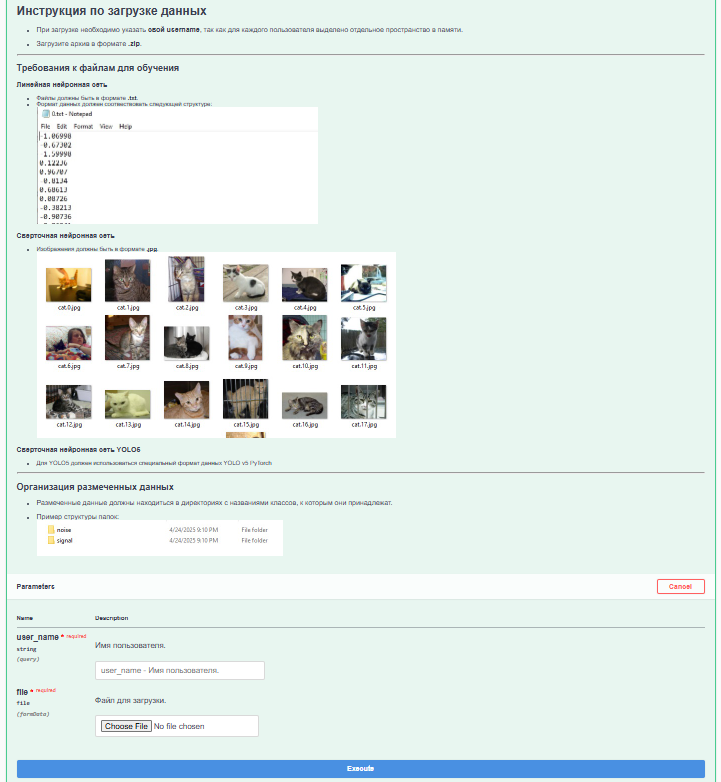 Инструкция по загрузке данных
При загрузке необходимо указать свой username, так как для каждого пользователя выделено отдельное пространство в памяти.
Загрузите архив в формате .zip.
Требования к файлам для обучения
Линейная нейронная сеть
Файлы должны быть в формате .txt.
Формат данных должен соответствовать следующей структуре:
0.txt - Notepad
File Edit Format View Help
-1.06998
-0.67302
-1.59998
0.12236
0.96707
-0.8134
0.68613
0.08726
-0.38213
-0.90736
Сверточная нейронная сеть
Изображения должны быть в формате .jpg.
cat.0.jpg cat.1.jpg cat.2.jpg cat.3.jpg cat.4.jpg cat.5.jpg
cat.6.jpg cat.7.jpg cat.8.jpg cat.9.jpg cat.10.jpg cat.11.jpg
cat.12.jpg cat.13.jpg cat.14.jpg cat.15.jpg cat.16.jpg cat.17.jpg
Сверточная нейронная сеть YOLO5
Для YOLO5 должен использоваться специальный формат данных YOLO v5 PyTorch
Организация размеченных данных
Размеченные данные должны находиться в директориях с названиями классов, к которым они принадлежат.
Пример структуры папок:
noise 4/24/2025 9:10 PM File folder
signal 4/24/2025 9:10 PM File folder
Parameters Cancel
Name Description
user_name * required
string
(query)
Имя пользователя.
user_name - Имя пользователя.
file * required
file
(formData)
Файл для загрузки.
Choose File No file chosen
Execute